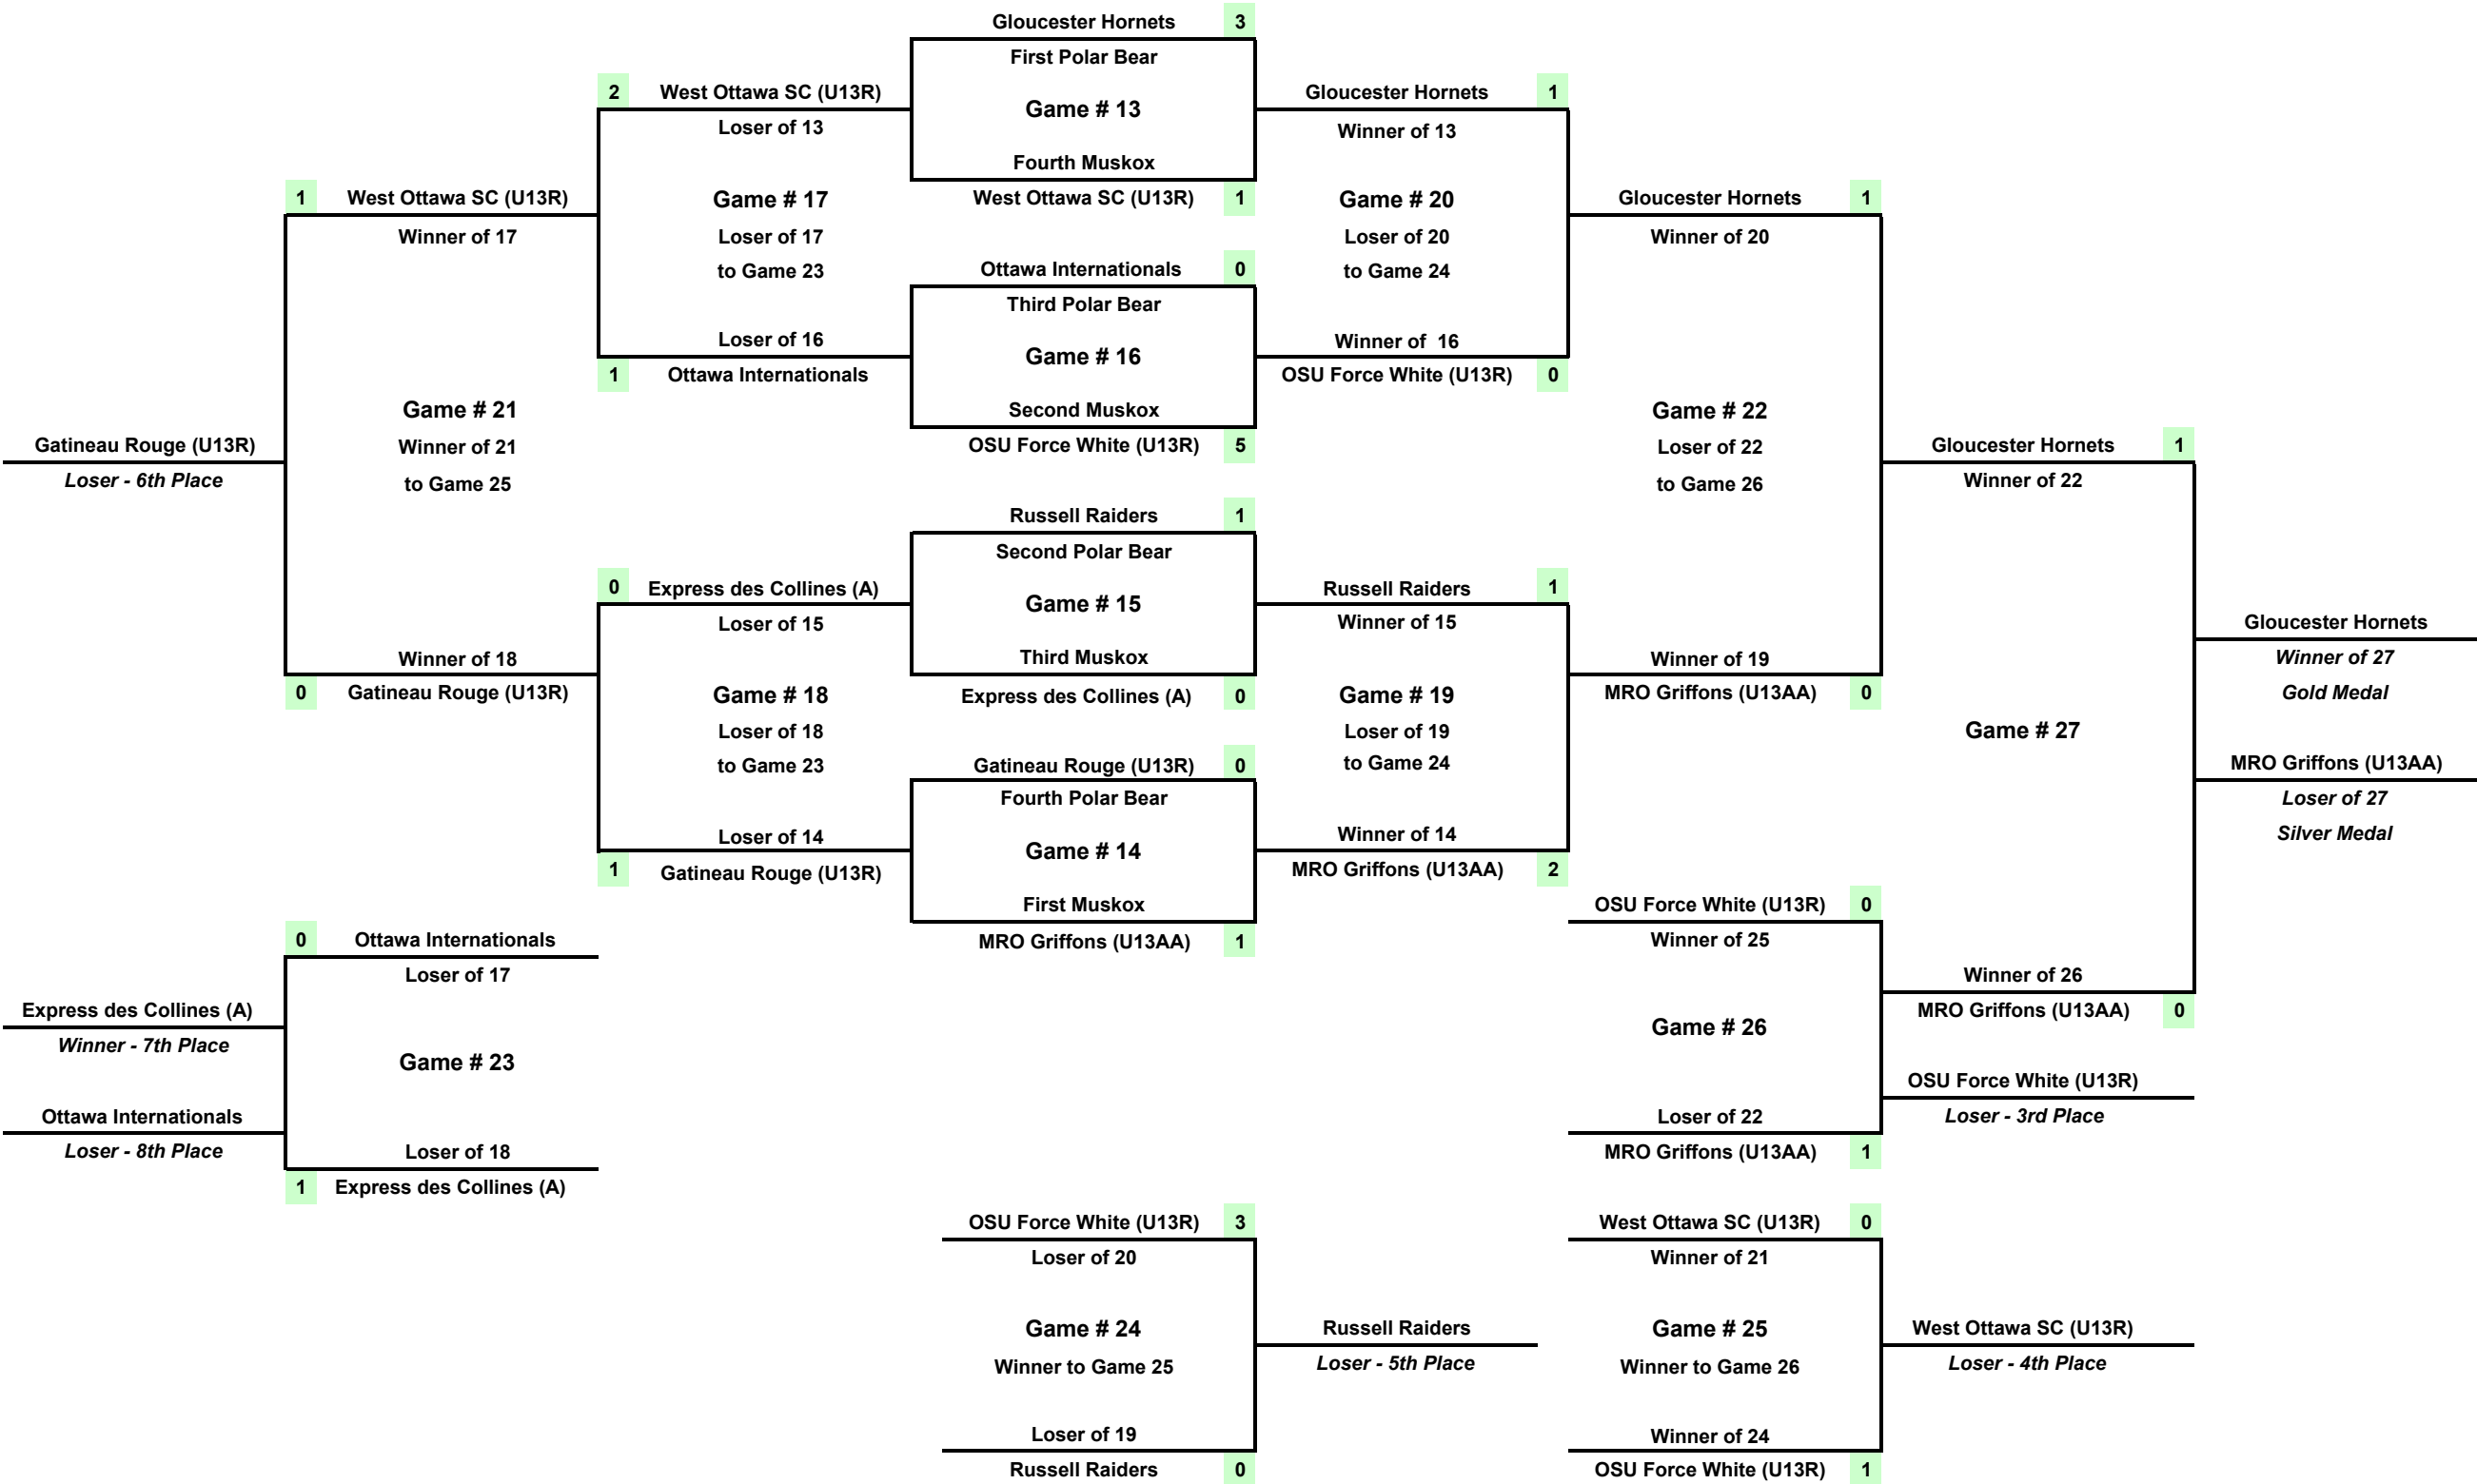 Gloucester Hornets 3
First Polar Bear
2 West Ottawa SC (U13R)
Gloucester Hornets 1
Game # 13
Loser of 13
Winner of 13
Fourth Muskox
1 West Ottawa SC (U13R)
Game # 17
West Ottawa SC (U13R) 1
Game # 20
Gloucester Hornets 1
Winner of 17
Loser of 17
Loser of 20
Winner of 20
to Game 23
Ottawa Internationals 0
to Game 24
Third Polar Bear
Loser of 16
Winner of 16
Game # 16
1 Ottawa Internationals
OSU Force White (U13R) 0
Game # 21
Second Muskox
Game # 22
Gatineau Rouge (U13R)
Winner of 21
OSU Force White (U13R) 5
Loser of 22
Gloucester Hornets 1
Loser - 6th Place
to Game 25
to Game 26
Winner of 22
Russell Raiders 1
Second Polar Bear
0 Express des Collines (A)
Russell Raiders 1
Game # 15
Loser of 15
Winner of 15
Gloucester Hornets
Winner of 18
Third Muskox
Winner of 19
Winner of 27
0 Gatineau Rouge (U13R)
Game # 18
Express des Collines (A) 0
Game # 19
MRO Griffons (U13AA) 0
Gold Medal
Loser of 18
Loser of 19
Game # 27
to Game 23
Gatineau Rouge (U13R) 0
to Game 24
MRO Griffons (U13AA)
Fourth Polar Bear
Loser of 27
Loser of 14
Winner of 14
Silver Medal
Game # 14
1 Gatineau Rouge (U13R)
MRO Griffons (U13AA) 2
First Muskox
OSU Force White (U13R) 0
0 Ottawa Internationals
MRO Griffons (U13AA) 1
Winner of 25
Loser of 17
Winner of 26
Express des Collines (A)
MRO Griffons (U13AA) 0
Winner - 7th Place
Game # 26
Game # 23
OSU Force White (U13R)
Ottawa Internationals
Loser of 22
Loser - 3rd Place
Loser - 8th Place
Loser of 18
MRO Griffons (U13AA) 1
1 Express des Collines (A)
OSU Force White (U13R) 3
West Ottawa SC (U13R) 0
Loser of 20
Winner of 21
Game # 24
Russell Raiders
Game # 25
West Ottawa SC (U13R)
Winner to Game 25
Loser - 5th Place
Winner to Game 26
Loser - 4th Place
Loser of 19
Winner of 24
Russell Raiders 0
OSU Force White (U13R) 1